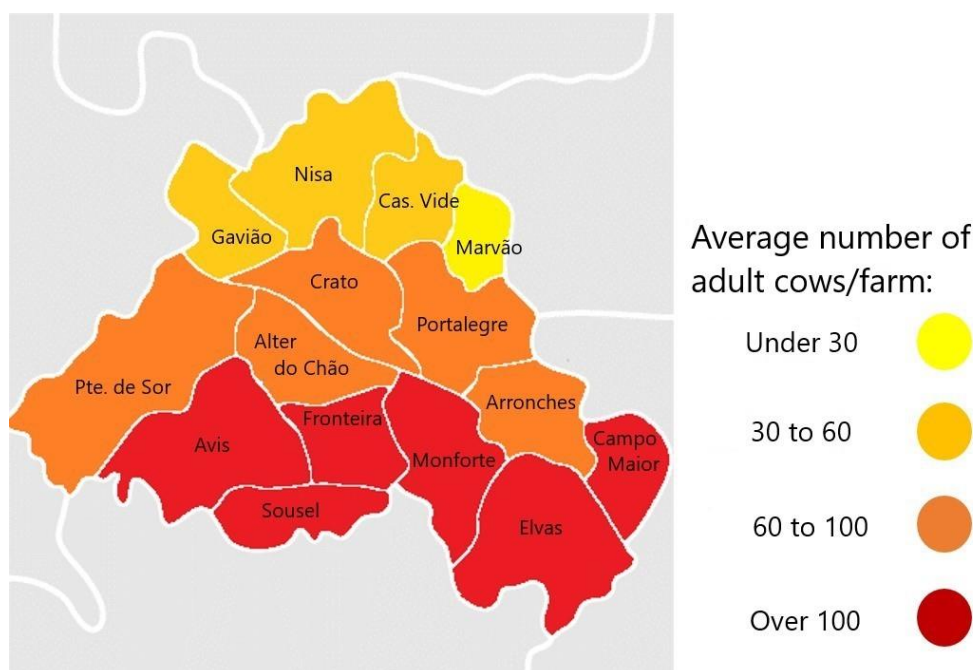 Nisa
Cas. Vide
Gavião
Marvão
Crato
Portalegre
Alter
do Chão
Pte. de Sor
Arronches
Fronteira
Avis
Campo
Maior
Monforte
Sousel
Elvas
Average number of
adult cows/farm:
Under 30
30 to 60
60 to 100
Over 100